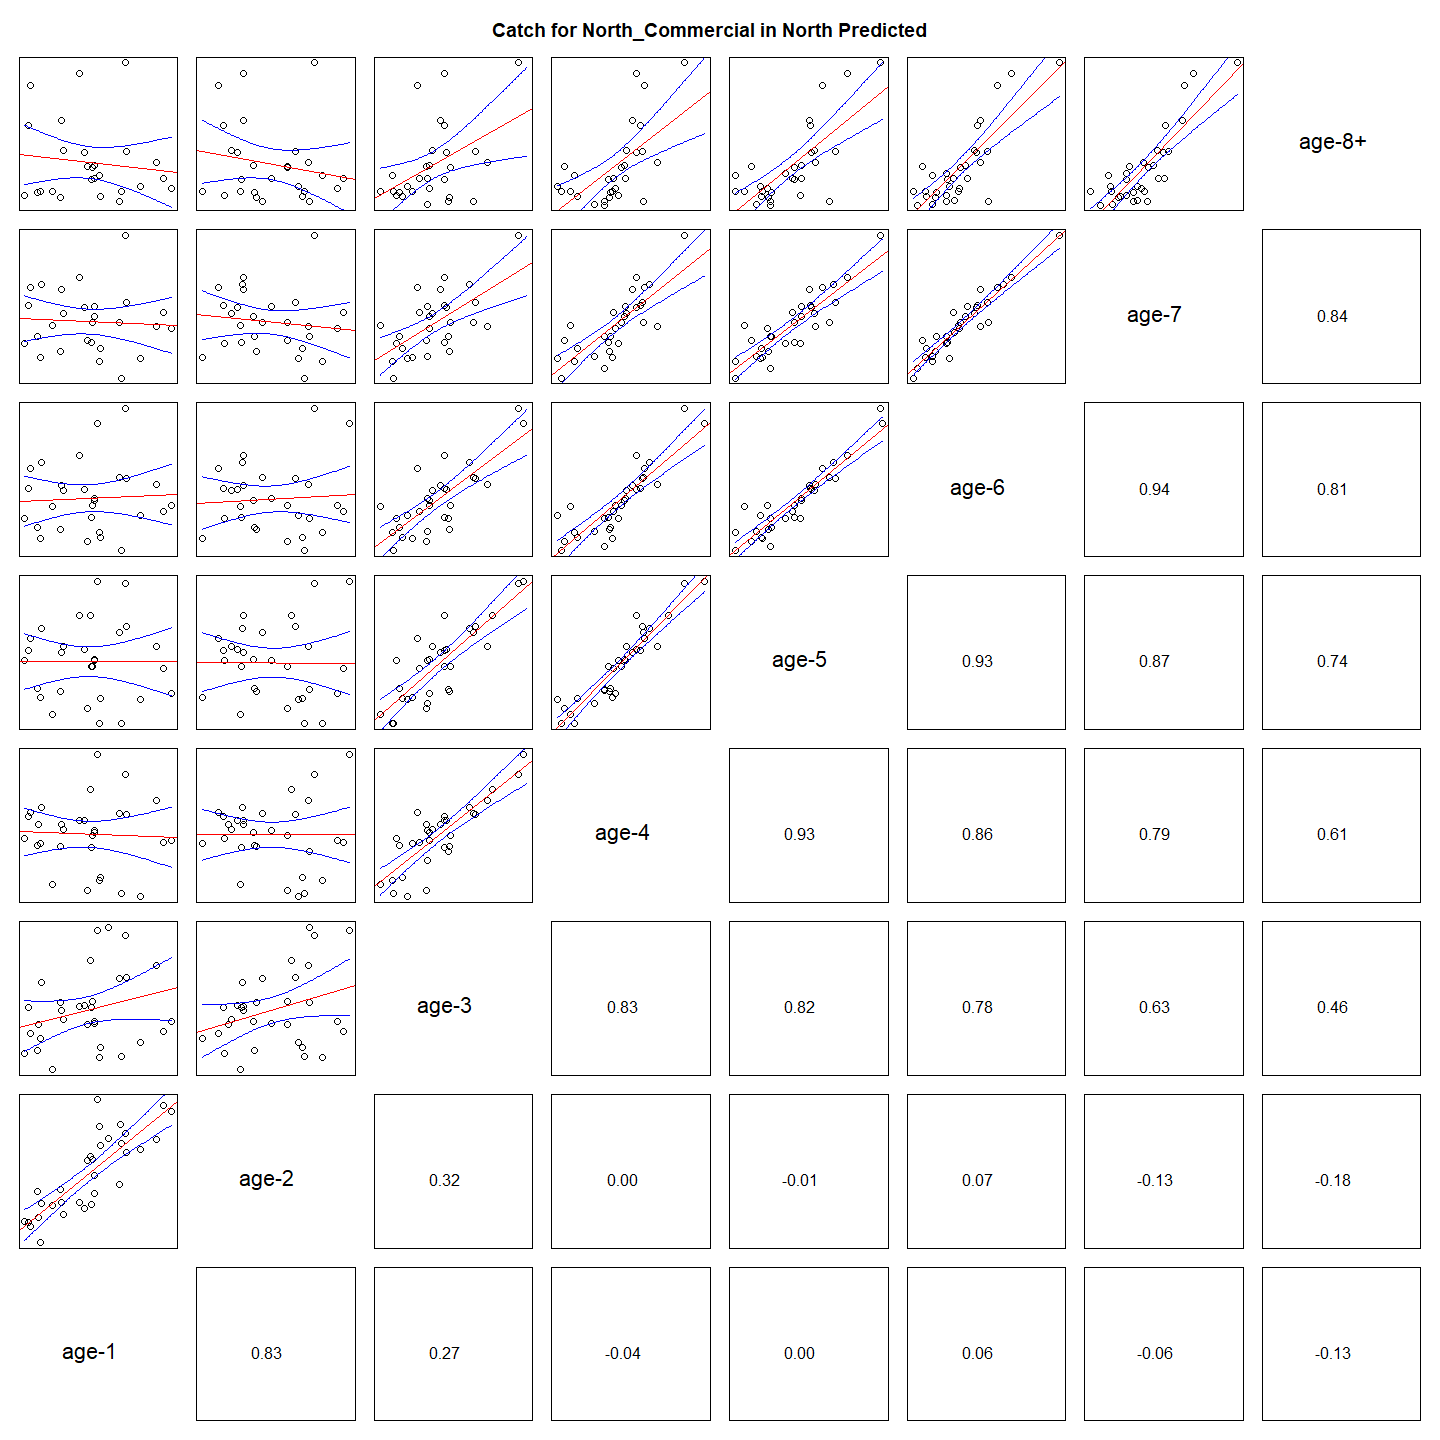 Catch for North_Commercial in North Predicted
age-8+
age-7 0.84
age-6 0.94 0.81
age-5 0.93 0.87 0.74
age-4 0.93 0.86 0.79 0.61
age-3 0.83 0.82 0.78 0.63 0.46
age-2 0.32 0.00 -0.01 0.07 -0.13 -0.18
age-1 0.83 0.27 -0.04 0.00 0.06 -0.06 -0.13